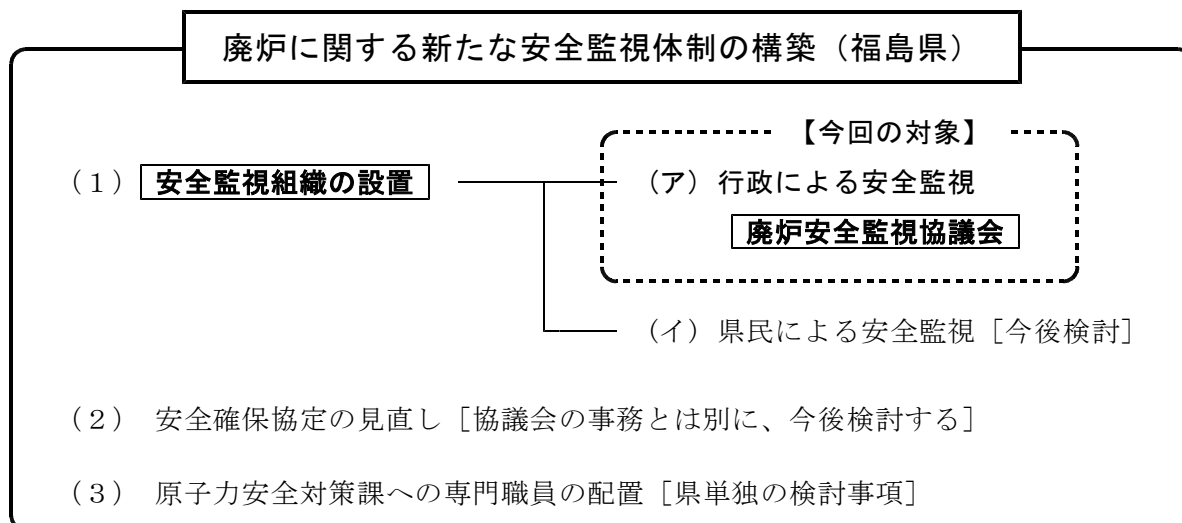 廃炉に関する新たな安全監視体制の構築（福島県）
【今回の対象】
（１） 安全監視組織の設置 （ア）行政による安全監視
廃炉安全監視協議会
（イ）県民による安全監視［今後検討］
（２） 安全確保協定の見直し［協議会の事務とは別に、今後検討する］
（３） 原子力安全対策課への専門職員の配置［県単独の検討事項］